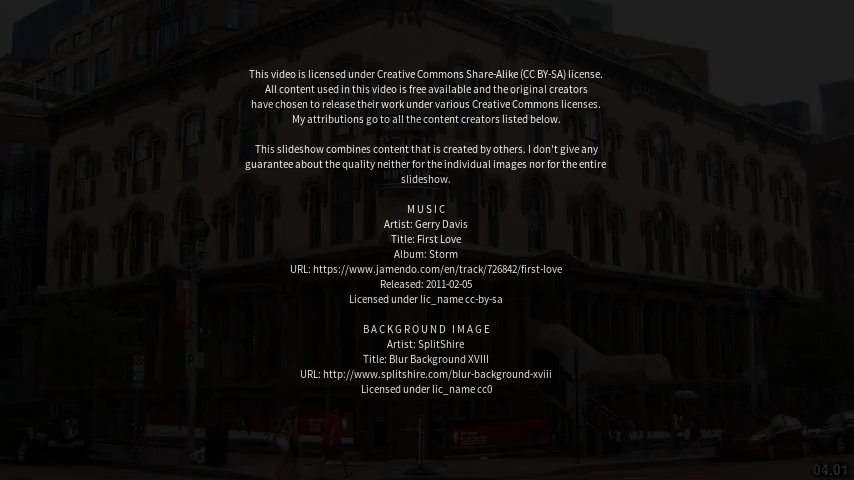 This video is licensed under Creative Commons Share-Alike (CC BY-SA) license.
All content used in this video is free available and the original creators
have chosen to release their work under various Creative Commons licenses.
My attributions go to all the content creators listed below.
This slideshow combines content that is created by others. I don't give any
guarantee about the quality neither for the individual images nor for the entire
slideshow.
MUSIC
Artist: Gerry Davis
Title: First Love
Album: Storm
URL: https://www.jamendo.com/en/track/726842/first-love
Released: 2011-02-05
Licensed under lic_name cc-by-sa
BACKGROUND IMAGE
Artist: SplitShire
Title: Blur Background XVIII
URL: http://www.splitshire.com/blur-background-xviii
Licensed under lic_name cc0
04.01